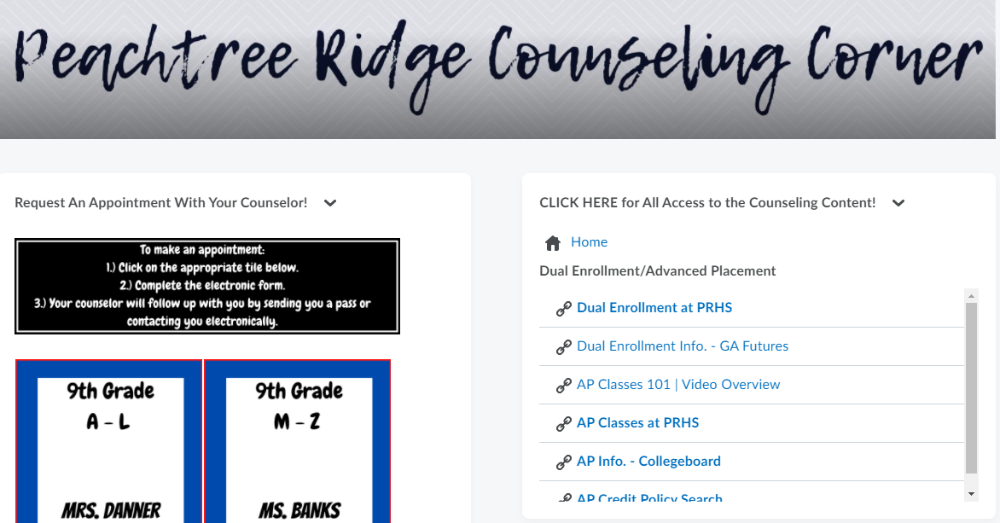 Peachtree Ridge Counseling Corner
Request An Appointment With Your Counselor!
To make an appointment:
1.) Click on the appropriate tile below.
2.) Complete the electronic form.
3.) Your counselor will follow up with you by sending you a pass or
contacting you electronically.
9th Grade
A - L
MRS. DANNER
9th Grade
M - Z
MS. BANKS
CLICK HERE for All Access to the Counseling Content!
Home
Dual Enrollment/Advanced Placement
Dual Enrollment at PRHS
Dual Enrollment Info. - GA Futures
AP Classes 101 | Video Overview
AP Classes at PRHS
AP Info. - Collegeboard
AP Credit Policy Search